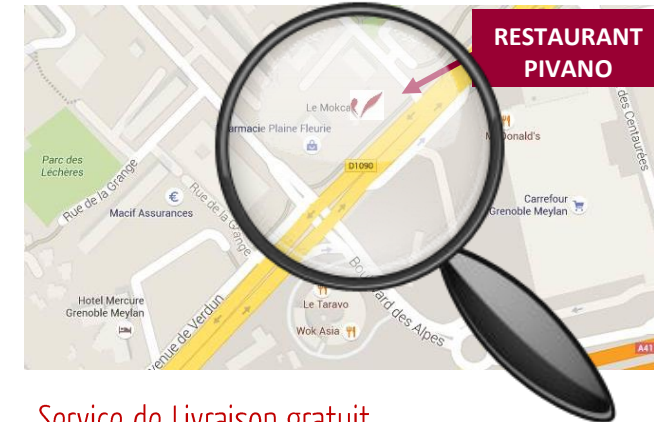 RESTAURANT
PIVANO
Le Mokca
armacie Plaine Fleurie
D1090
McDonald's
des Centaurées
Parc des
Léchères
Rue de la Grange
Macif Assurances
Rue de la Grange
Carrefour
Grenoble Meylan
Hotel Mercure
Grenoble Meylan
venue de Verdun
Le Taravo
Wok Asia
Boulevard des Alpes
A41
Service de Livraison gratuit